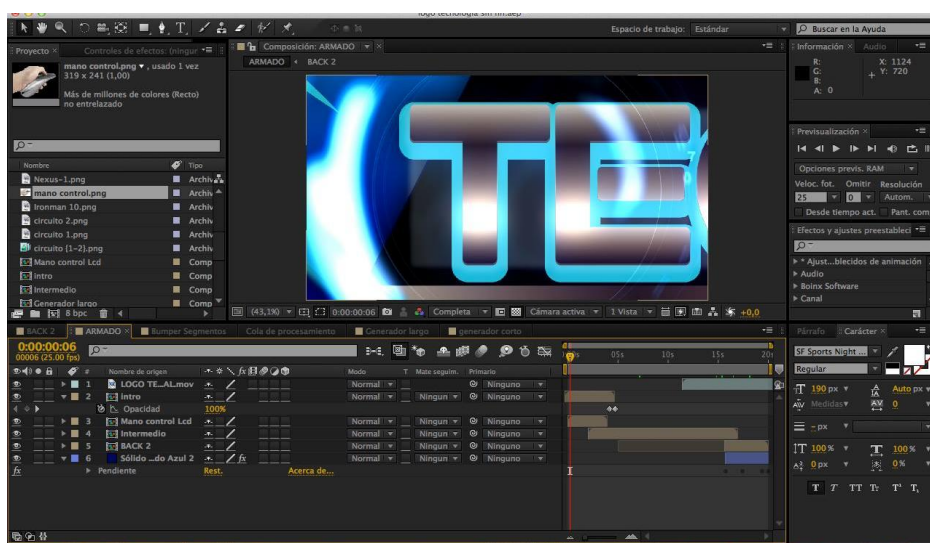 logo tecnologia sin fin.aep
Espacio de trabajo: Estándar
Buscar en la Ayuda
Proyecto × Controles de efectos: (ningur
mano control.png ▾, usado 1 vez
319 x 241 (1,00)
Más de millones de colores (Recto)
no entrelazado
Nombre Tipo
Nexus-1.png Archiv
mano control.png Archiv
Ironman 10.png Archiv
circuito 2.png Archiv
circuito 1.png Archiv
circuito (1-2).png Archiv
Mano control Lcd Comp
Intro Comp
Intermedio Comp
Generador largo Comp
8 bpc
Composición: ARMADO ×
ARMADO BACK 2
TE
7
(43,1%) 0:00:00:06 Completa Cámara activa 1 Vista +0,0
Información × Audio
R: X: 1124
G: Y: 720
B:
A: 0
Previsualización ×
Opciones previs. RAM
Veloc. fot. Omitir Resolución
25 0 Autom.
Desde tiempo act. Pant. com
Efectos y ajustes preestableci
* Ajust...blecidos de animación
Audio
Boinx Software
Canal
BACK 2 ARMADO × Bumper Segmentos Cola de procesamiento Generador largo generador corto
0:00:00:06
00006 (25.00 fps)
05s 10s 15s 20s
# Nombre de origen Modo T Mate seguim. Primario
1 LOGO TE...AL.mov Normal Ninguno
2 Intro Normal Ningun Ninguno
Opacidad 100%
3 Mano control Lcd Normal Ningun Ninguno
4 Intermedio Normal Ningun Ninguno
5 BACK 2 Normal Ningun Ninguno
6 Sólido ...do Azul 2 fx Normal Ningun Ninguno
fx Pendiente Rest. Acerca de...
Párrafo Carácter ×
SF Sports Night ...
Regular
190 px Auto px
Medidas 0
- px
100 % 100 %
0 px 0 %
T T TT Tr T¹ T₁